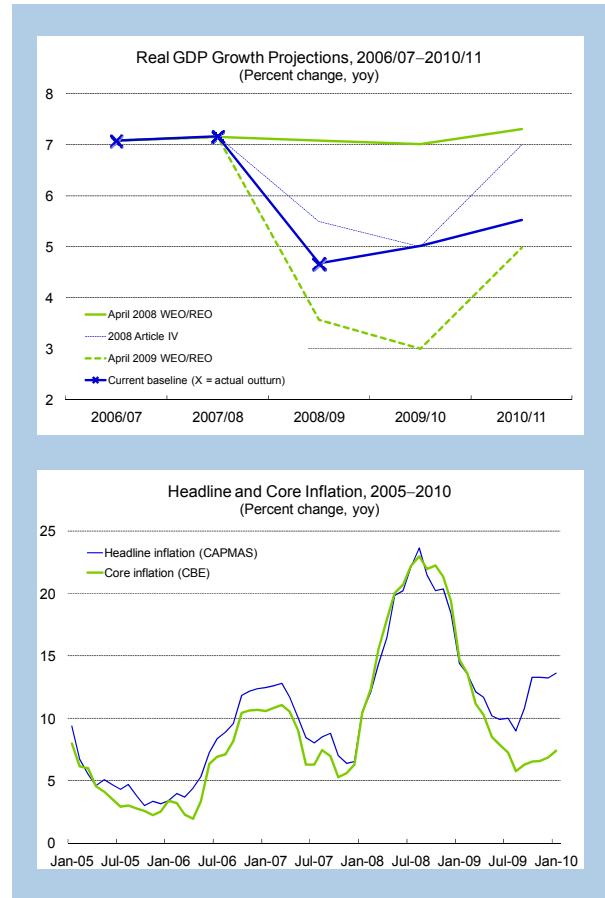 Real GDP Growth Projections, 2006/07–2010/11
(Percent change, yoy)
8
7
6
5
4
3
2
April 2008 WEO/REO
2008 Article IV
April 2009 WEO/REO
Current baseline (X = actual outturn)
2006/07 2007/08 2008/09 2009/10 2010/11
Headline and Core Inflation, 2005–2010
(Percent change, yoy)
25
20
15
10
5
0
Headline inflation (CAPMAS)
Core inflation (CBE)
Jan-05 Jul-05 Jan-06 Jul-06 Jan-07 Jul-07 Jan-08 Jul-08 Jan-09 Jul-09 Jan-10